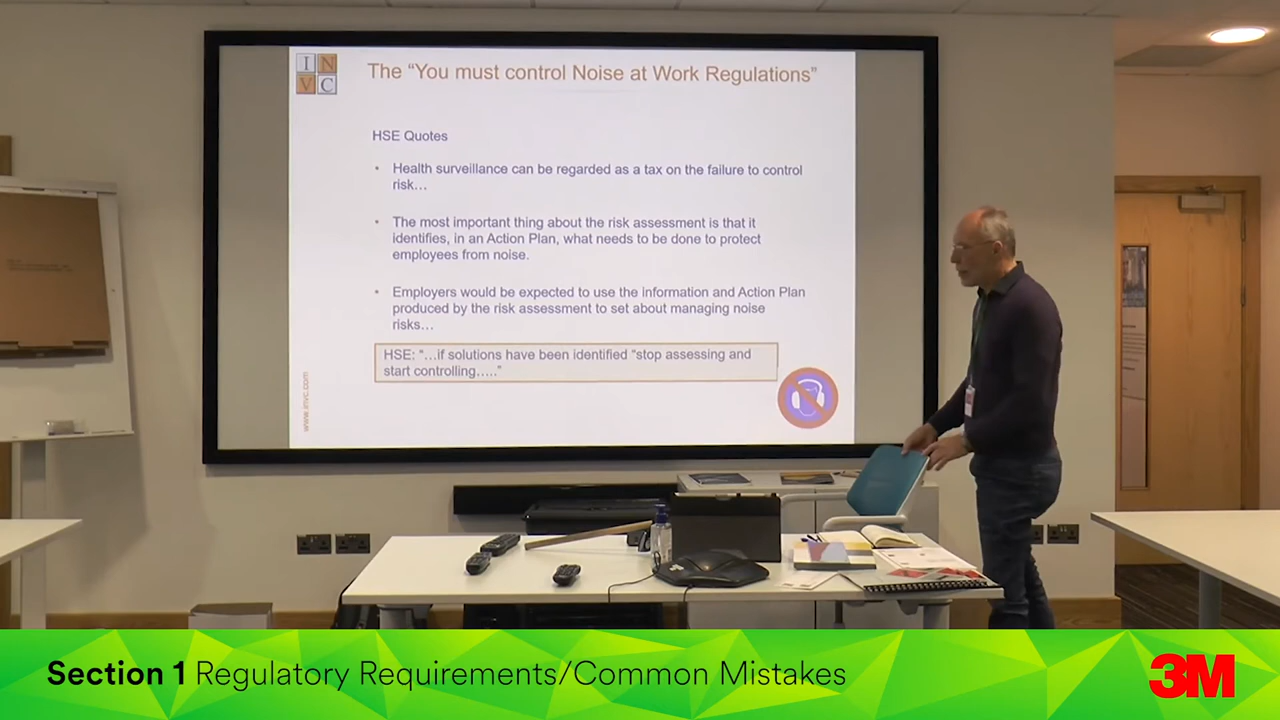 I N
V C
The “You must control Noise at Work Regulations”
HSE Quotes
• Health surveillance can be regarded as a tax on the failure to control
risk…
• The most important thing about the risk assessment is that it
identifies, in an Action Plan, what needs to be done to protect
employees from noise.
• Employers would be expected to use the information and Action Plan
produced by the risk assessment to set about managing noise
risks…
HSE: “…if solutions have been identified “stop assessing and
start controlling…..”
www.invc.com
Section 1 Regulatory Requirements/Common Mistakes
3M